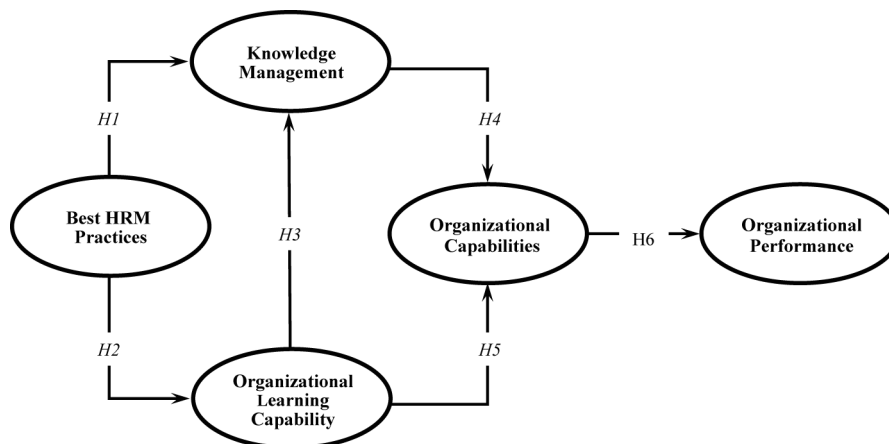 Knowledge
Management
H1
H4
Best HRM
Practices
H3
Organizational
Capabilities
H6
Organizational
Performance
H2
H5
Organizational
Learning
Capability